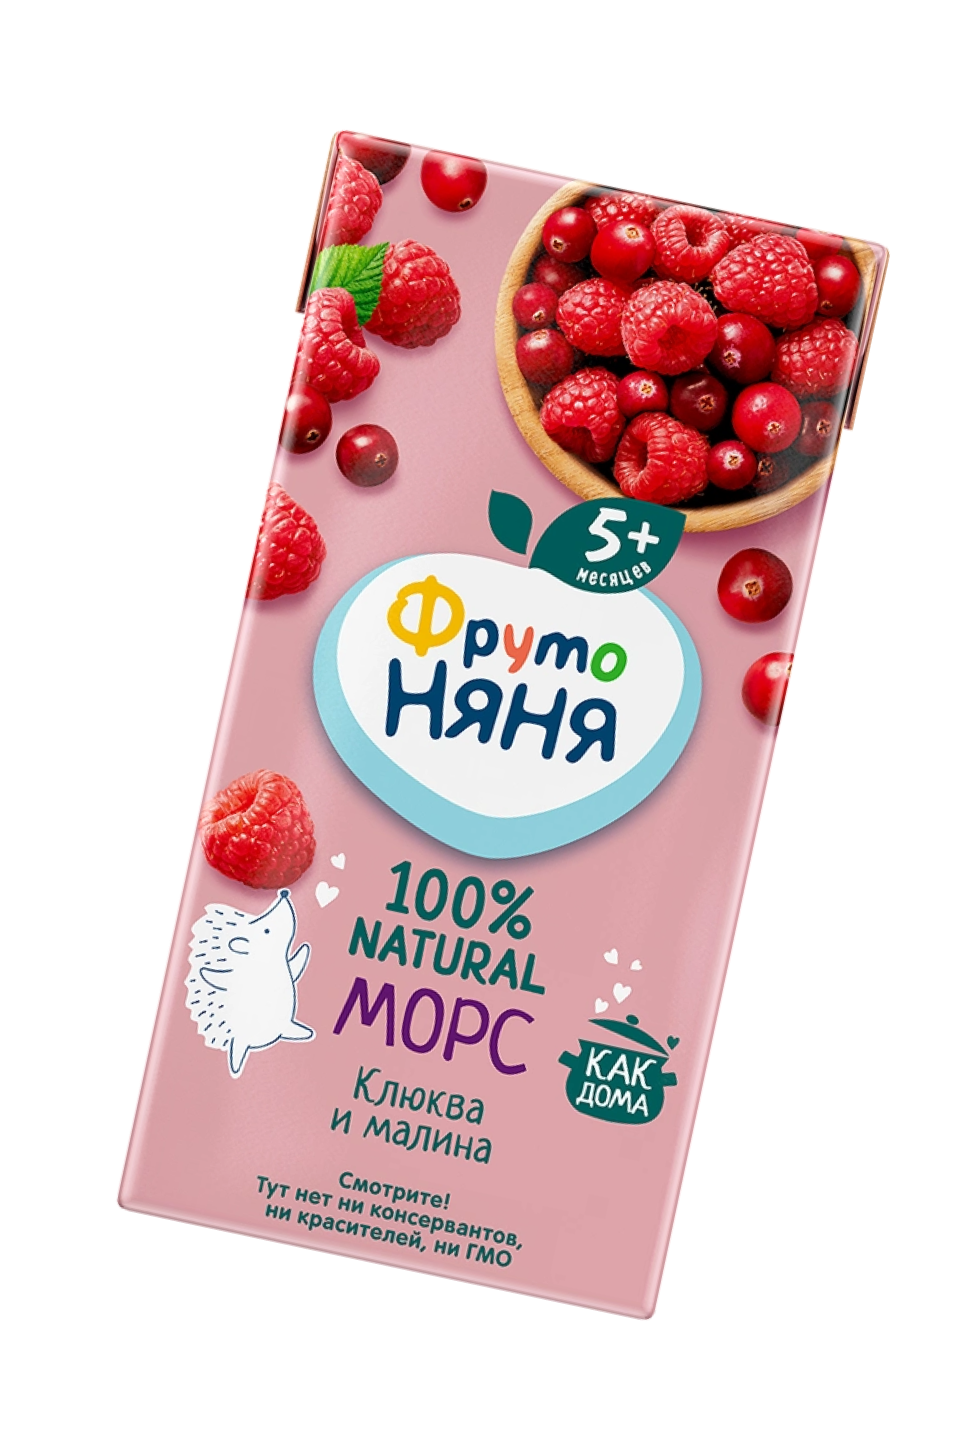 5+
месяцев
Фруто
НЯНЯ
100%
NATURAL
МОРС
Клюква
и малина
КАК
ДОМА
Смотрите!
Тут нет ни консервантов,
ни красителей, ни ГМО